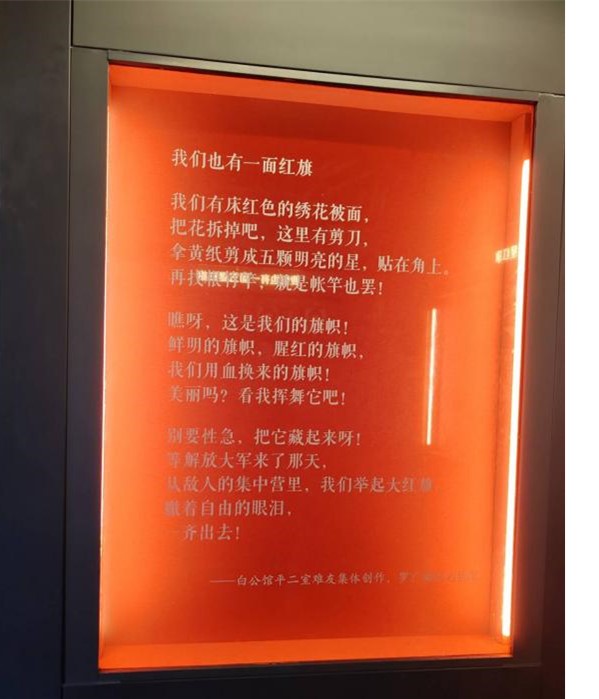 我们也有一面红旗
我们有床红色的绣花被面，
把花拆掉吧，这里有剪刀，
拿黄纸剪成五颗明亮的星，贴在角上。
再找根竹竿，就是帐竿也罢！
瞧呀，这是我们的旗帜！
鲜明的旗帜，腥红的旗帜，
我们用血换来的旗帜！
美丽吗？看我挥舞它吧！
别要性急，把它藏起来呀！
等解放大军来了那天，
从敌人的集中营里，我们举起大红旗，
洒着自由的眼泪，
一齐出去！
——白公馆平二室难友集体创作，罗广